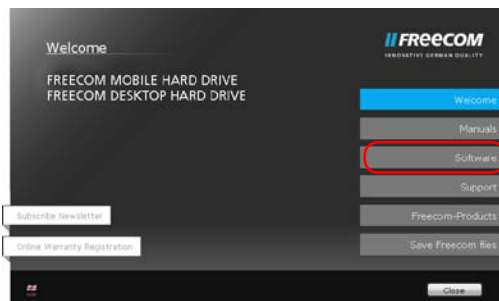 Welcome
FREECOM
INNOVATIVE GERMAN QUALITY
FREECOM MOBILE HARD DRIVE
FREECOM DESKTOP HARD DRIVE
Welcome
Manuals
Software
Support
Freecom-Products
Save Freecom files
Subscribe Newsletter
Online Warranty Registration
Close